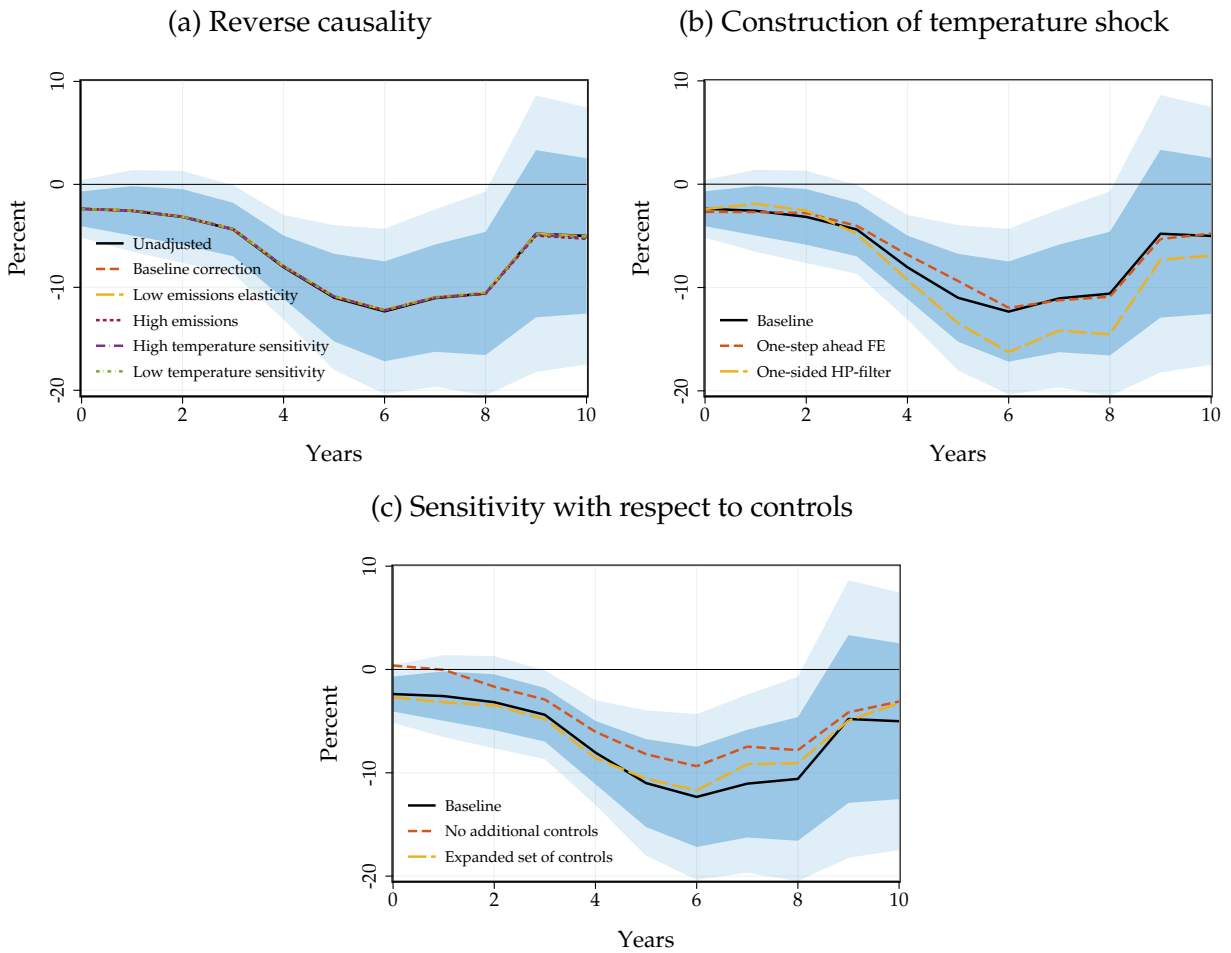 (a) Reverse causality
10
0
-10
-20
Percent
Unadjusted
Baseline correction
Low emissions elasticity
High emissions
High temperature sensitivity
Low temperature sensitivity
0 2 4 6 8 10
Years
(b) Construction of temperature shock
10
0
-10
-20
Percent
Baseline
One-step ahead FE
One-sided HP-filter
0 2 4 6 8 10
Years
(c) Sensitivity with respect to controls
10
0
-10
-20
Percent
Baseline
No additional controls
Expanded set of controls
0 2 4 6 8 10
Years